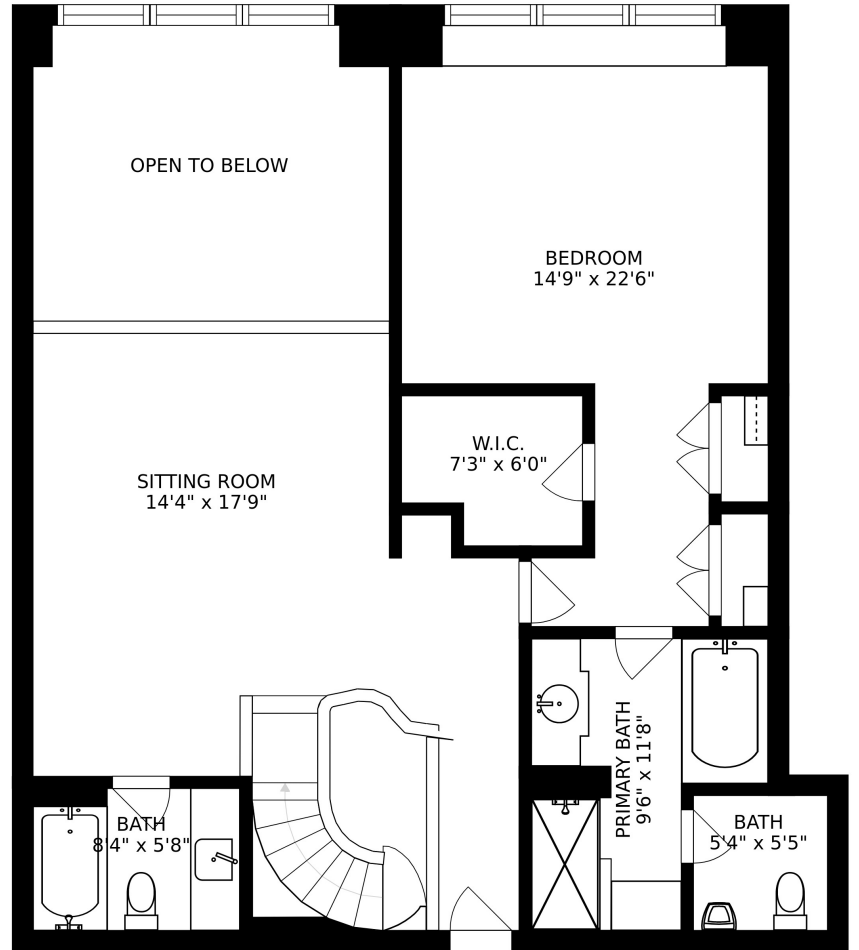 OPEN TO BELOW
BEDROOM
14'9" x 22'6"
W.I.C.
7'3" x 6'0"
SITTING ROOM
14'4" x 17'9"
PRIMARY BATH
9'6" x 11'8"
BATH
8'4" x 5'8"
BATH
5'4" x 5'5"